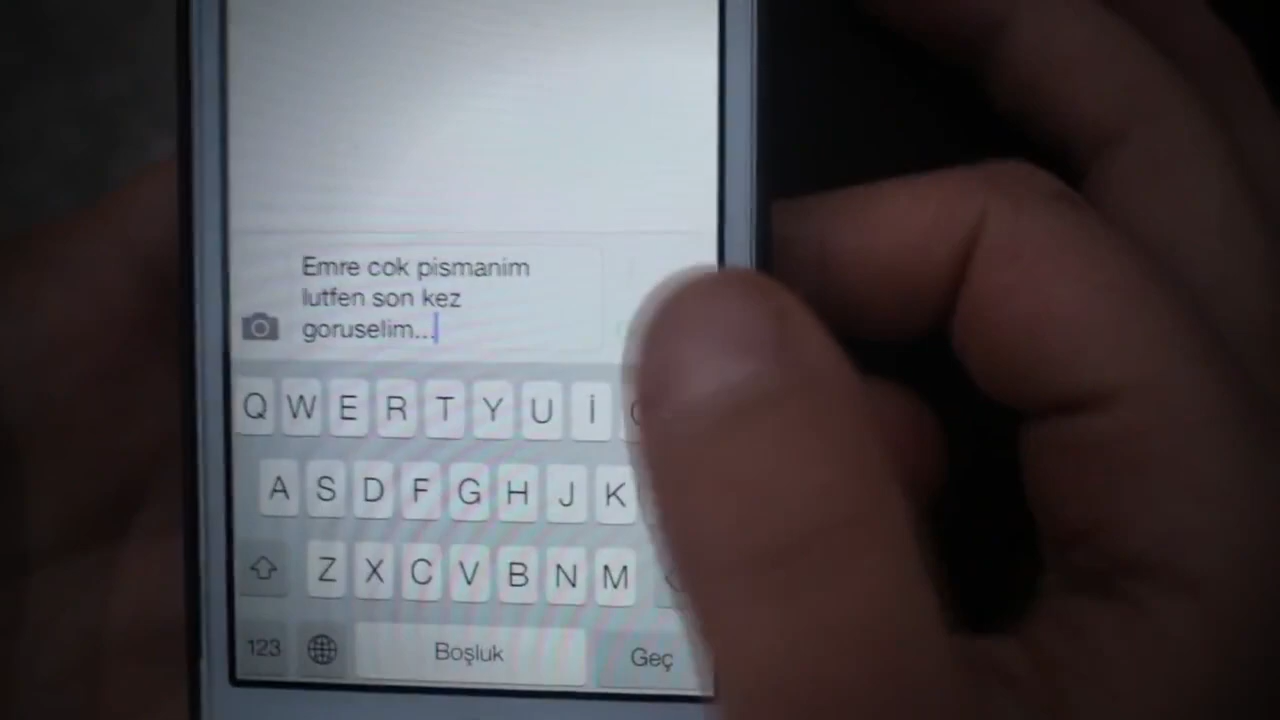 Emre cok pismanim
lutfen son kez
goruselim...
Q W E R T Y U İ
A S D F G H J K
Z X C V B N M
123 Boşluk Geç